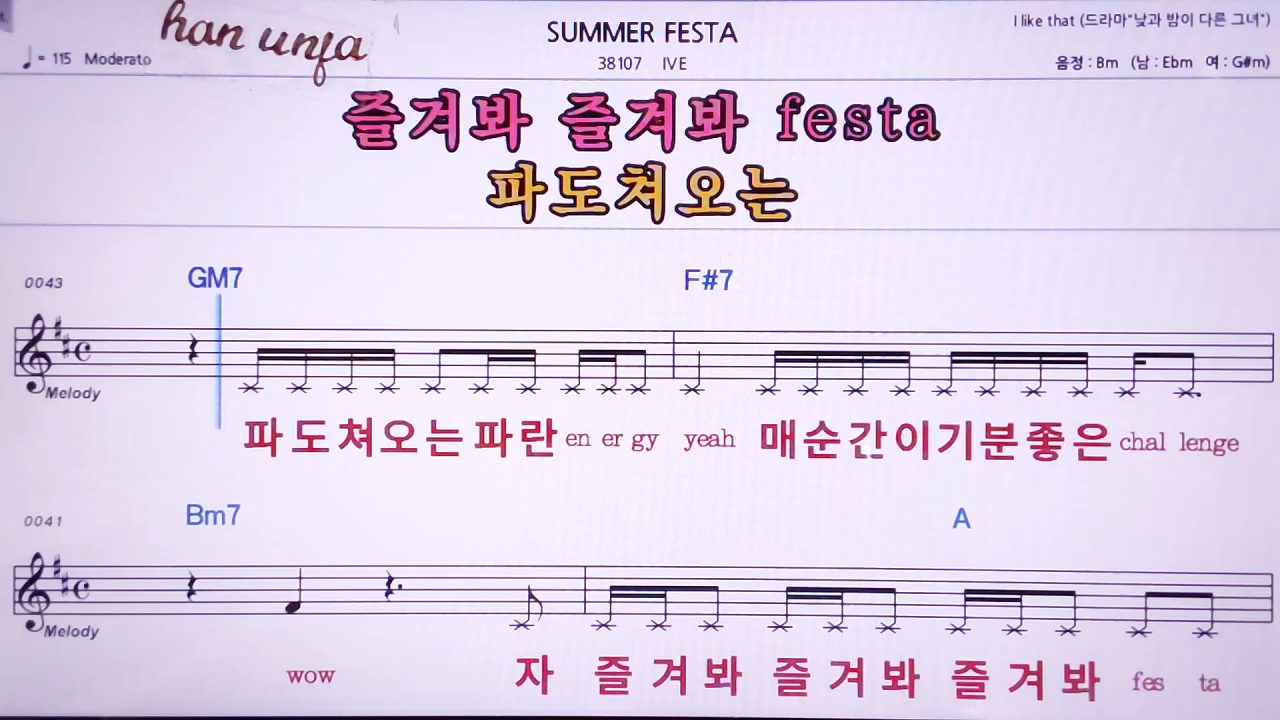 han unja
SUMMER FESTA
I like that (드라마"낮과 밤이 다른 그녀")
♩= 115 Moderato
38107 IVE
음정 : Bm (남 : Ebm 여 : G#m)
즐겨봐 즐겨봐 festa
파도쳐오는
0043
GM7 F#7
Melody
파도쳐오는파란 en er gy yeah 매순간이기분좋은 chal lenge
0041
Bm7 A
Melody
wow 자 즐겨봐 즐겨봐 즐겨봐 fes ta